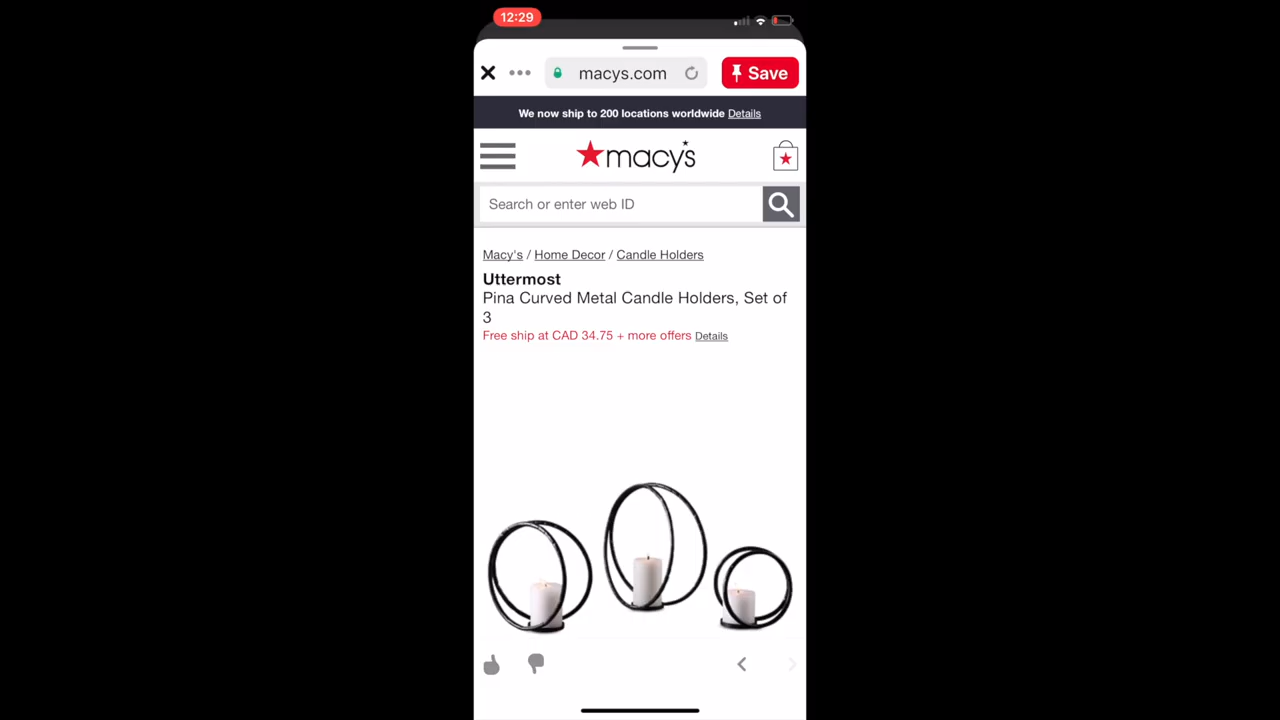 12:29
macys.com
Save
We now ship to 200 locations worldwide Details
macy's
Search or enter web ID
Macy's / Home Decor / Candle Holders
Uttermost
Pina Curved Metal Candle Holders, Set of
3
Free ship at CAD 34.75 + more offers Details